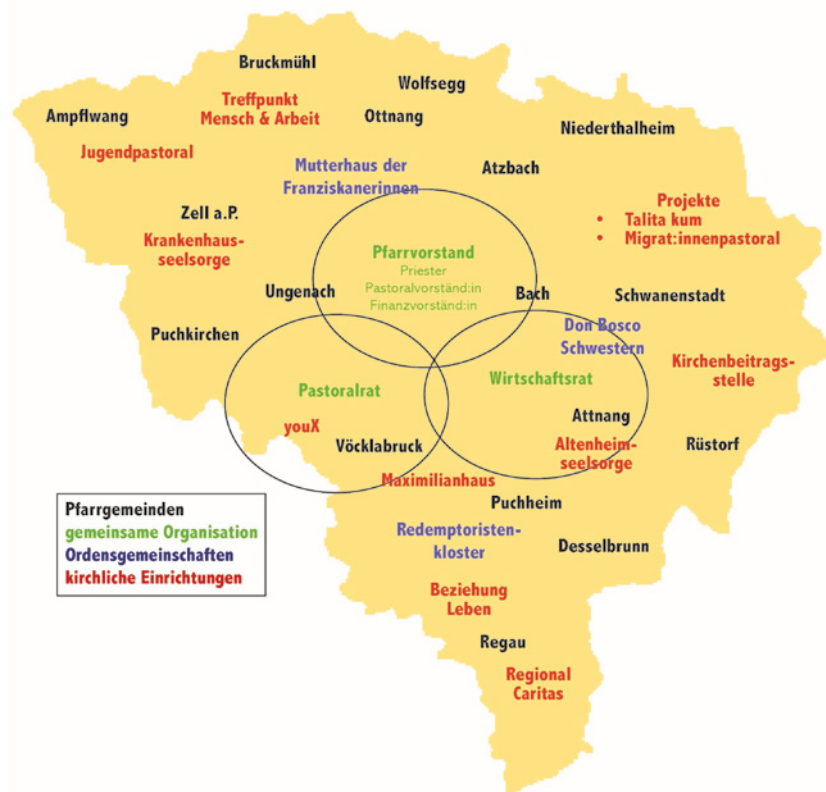 Bruckmühl
Wolfsegg
Ampflwang
Treffpunkt
Mensch & Arbeit
Ottnang
Niederthalheim
Jugendpastoral
Mutterhaus der
Franziskanerinnen
Atzbach
Zell a.P.
Krankenhaus-
seelsorge
Projekte
• Talita kum
• Migrat:innenpastoral
Pfarrvorstand
Priester
Pastoralvorständ:in
Finanzvorständ:in
Ungenach
Bach
Schwanenstadt
Puchkirchen
Don Bosco
Schwestern
Kirchenbeitrags-
stelle
Pastoralrat
Wirtschaftsrat
youX
Attnang
Vöcklabruck
Altenheim-
seelsorge
Rüstorf
Maximilianhaus
Puchheim
Pfarrgemeinden
gemeinsame Organisation
Ordensgemeinschaften
kirchliche Einrichtungen
Redemptoristen-
kloster
Desselbrunn
Beziehung
Leben
Regau
Regional
Caritas